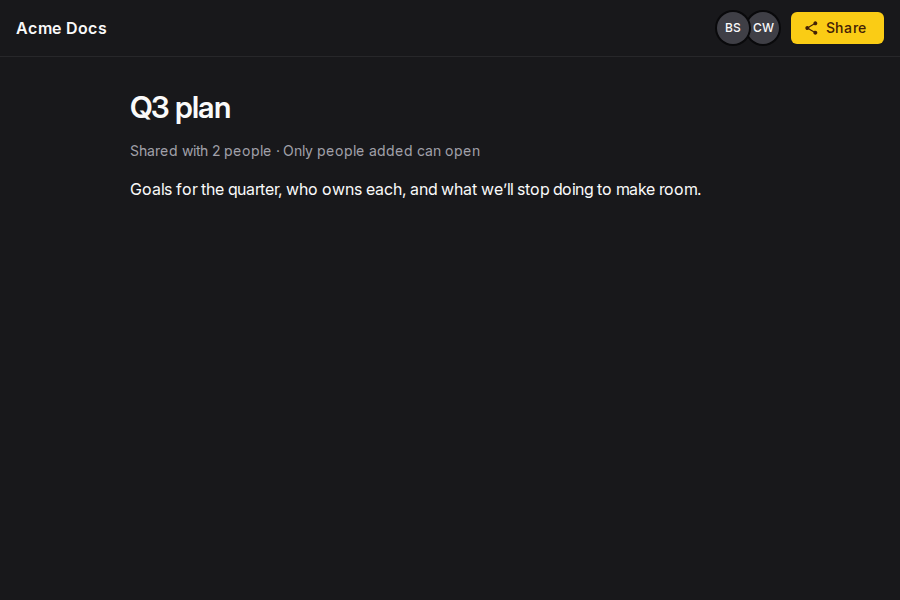 Acme Docs
BS
CW
Share
Q3 plan
Shared with 2 people · Only people added can open
Goals for the quarter, who owns each, and what we’ll stop doing to make room.